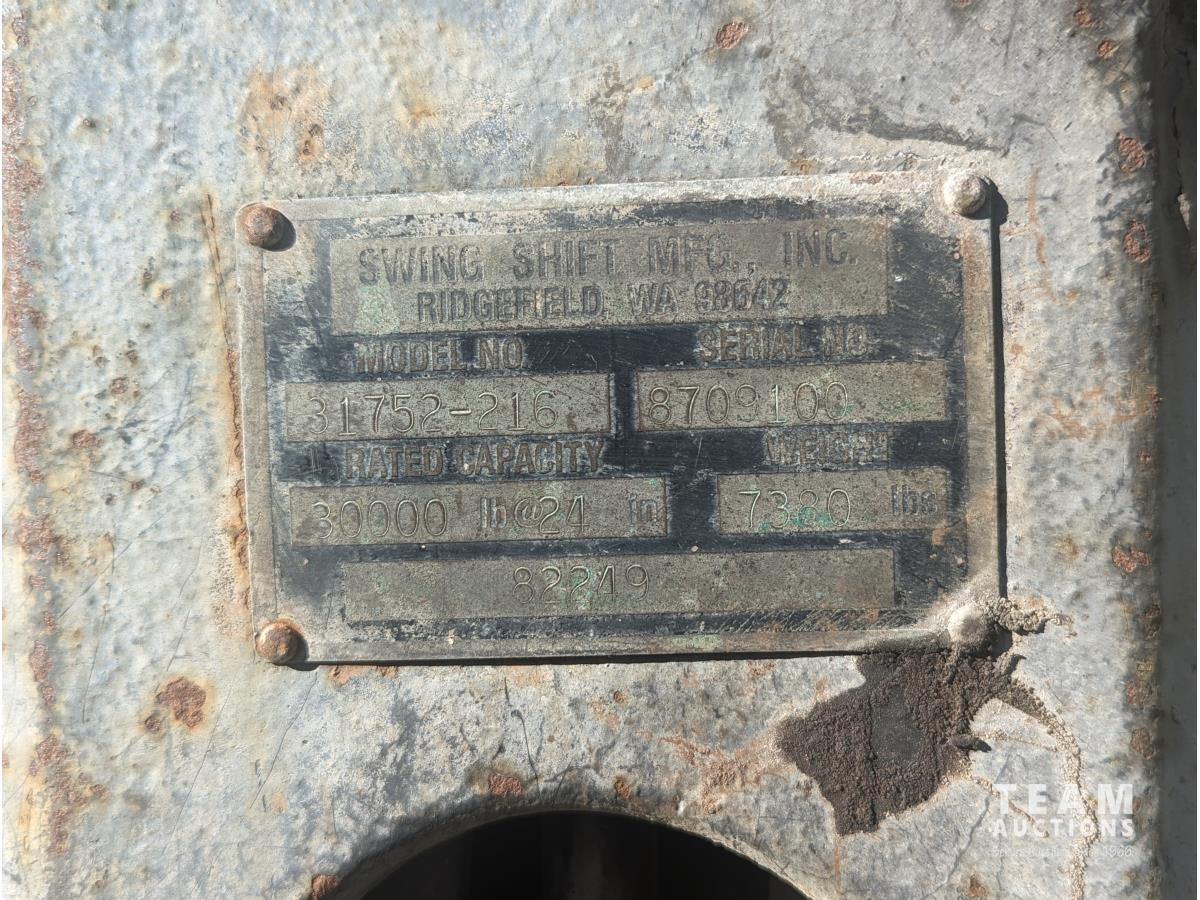 SWING SHIFT MFG., INC.
RIDGEFIELD, WA 98642
MODEL NO. SERIAL NO.
31752-216 8709100
RATED CAPACITY WEIGHT
30000 lb@24 in 7380 lbs
82249
TEAM
AUCTIONS